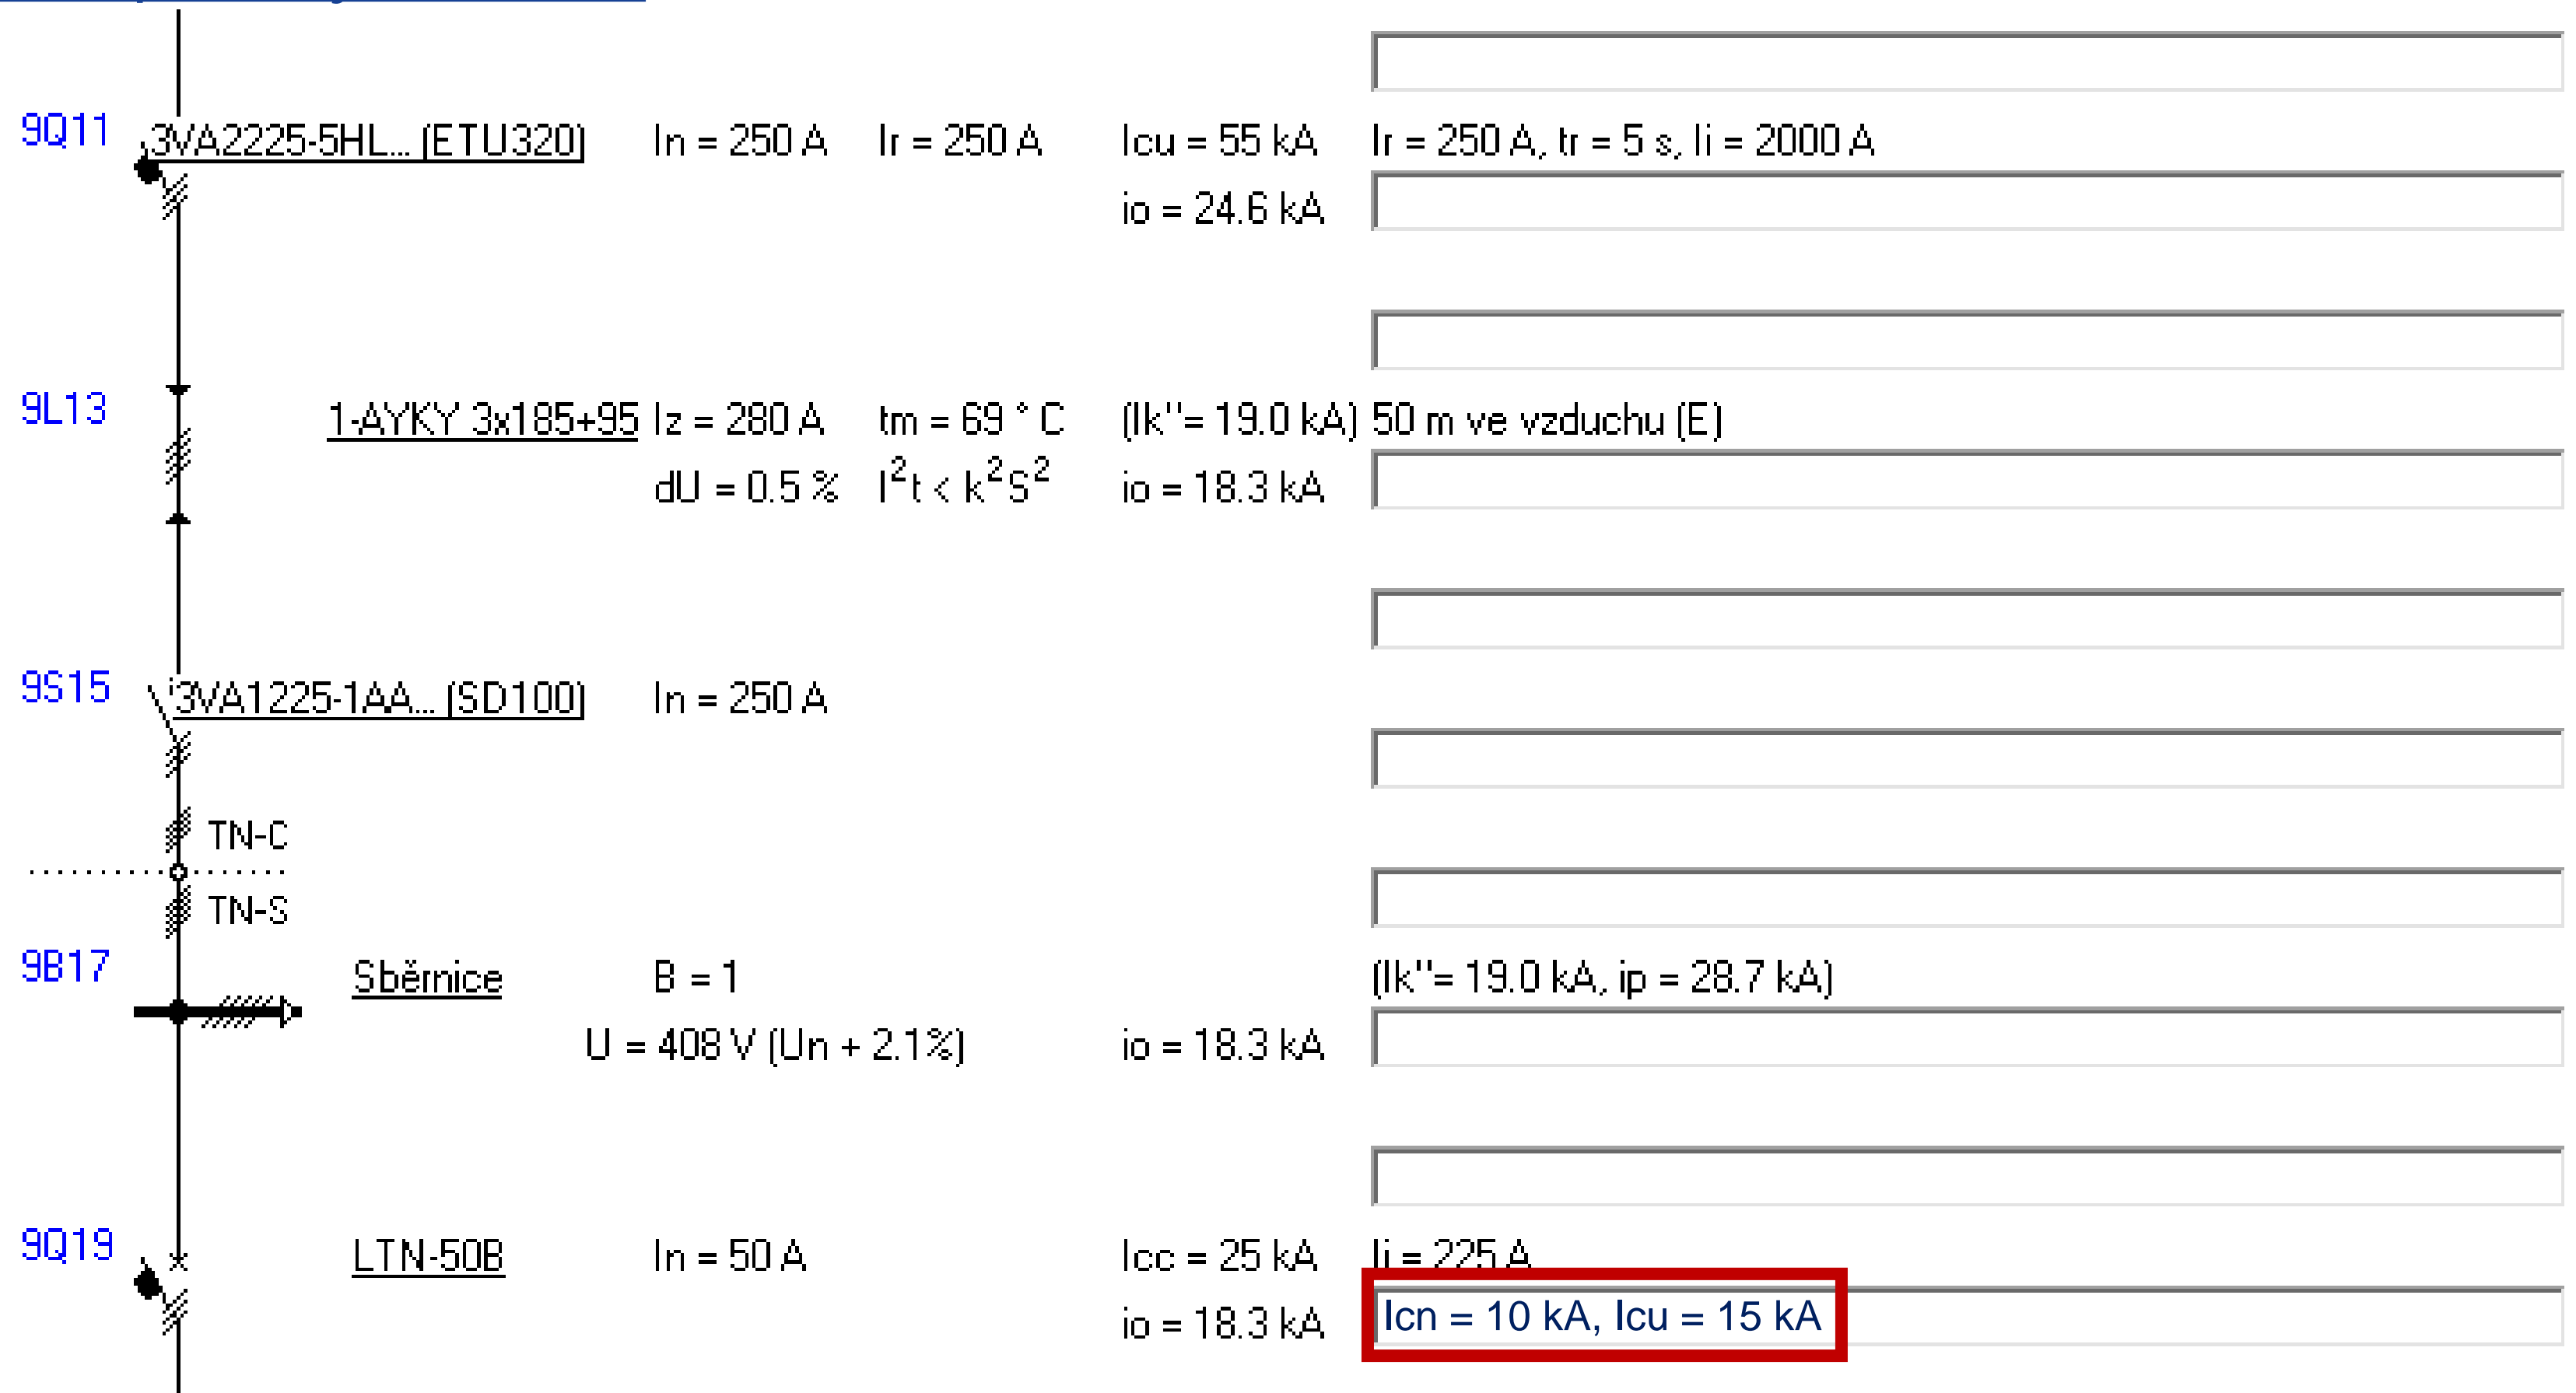 9Q11 3VA2225-5HL... (ETU320) In = 250 A Ir = 250 A Icu = 55 kA Ir = 250 A, tr = 5 s, Ii = 2000 A
io = 24.6 kA
9L13 1-AYKY 3x185+95 Iz = 280 A tm = 69 °C (Ik''= 19.0 kA) 50 m ve vzduchu (E)
dU = 0.5 % I²t < k²S² io = 18.3 kA
9S15 3VA1225-1AA... (SD100) In = 250 A
TN-C
TN-S
9B17 Sběrnice B = 1 (Ik''= 19.0 kA, ip = 28.7 kA)
U = 408 V (Un + 2.1%) io = 18.3 kA
9Q19 LTN-50B In = 50 A Icc = 25 kA Ii = 225 A
io = 18.3 kA Icn = 10 kA, Icu = 15 kA